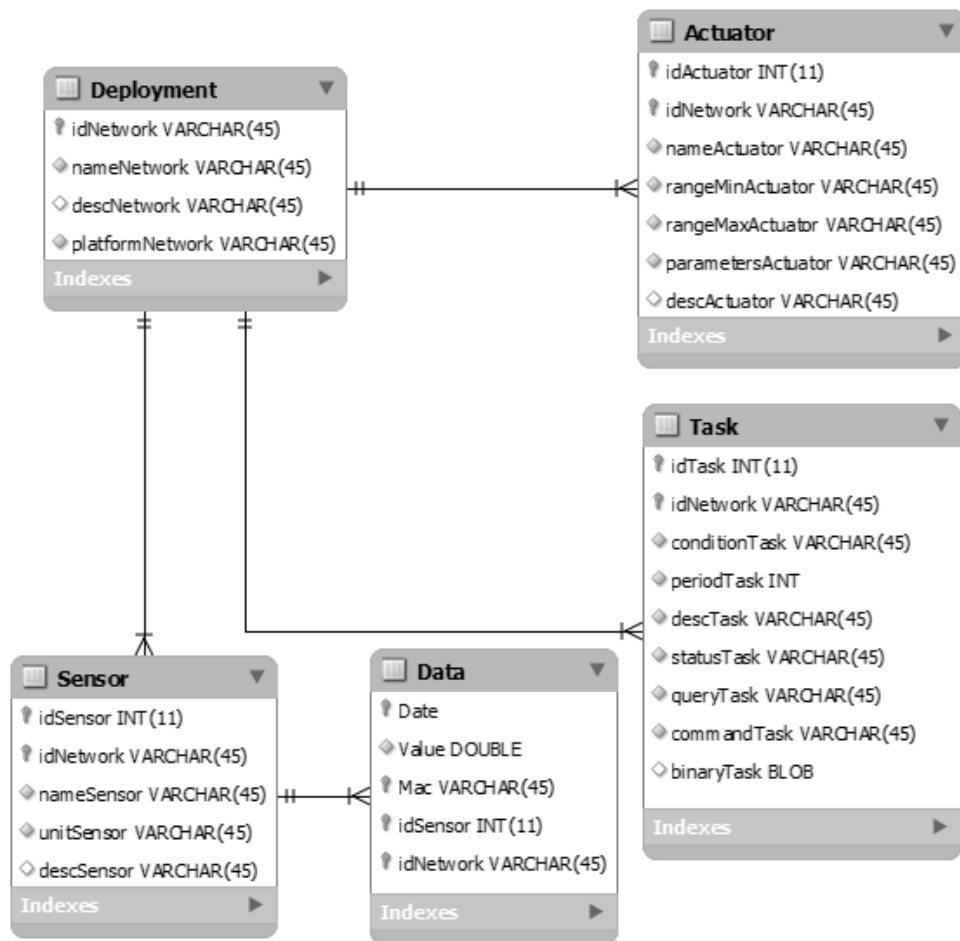 Deployment
idNetwork VARCHAR(45)
nameNetwork VARCHAR(45)
descNetwork VARCHAR(45)
platformNetwork VARCHAR(45)
Indexes
Actuator
idActuator INT(11)
idNetwork VARCHAR(45)
nameActuator VARCHAR(45)
rangeMinActuator VARCHAR(45)
rangeMaxActuator VARCHAR(45)
parametersActuator VARCHAR(45)
descActuator VARCHAR(45)
Indexes
Task
idTask INT(11)
idNetwork VARCHAR(45)
conditionTask VARCHAR(45)
periodTask INT
descTask VARCHAR(45)
statusTask VARCHAR(45)
queryTask VARCHAR(45)
commandTask VARCHAR(45)
binaryTask BLOB
Indexes
Sensor
idSensor INT(11)
idNetwork VARCHAR(45)
nameSensor VARCHAR(45)
unitSensor VARCHAR(45)
descSensor VARCHAR(45)
Indexes
Data
Date
Value DOUBLE
Mac VARCHAR(45)
idSensor INT(11)
idNetwork VARCHAR(45)
Indexes